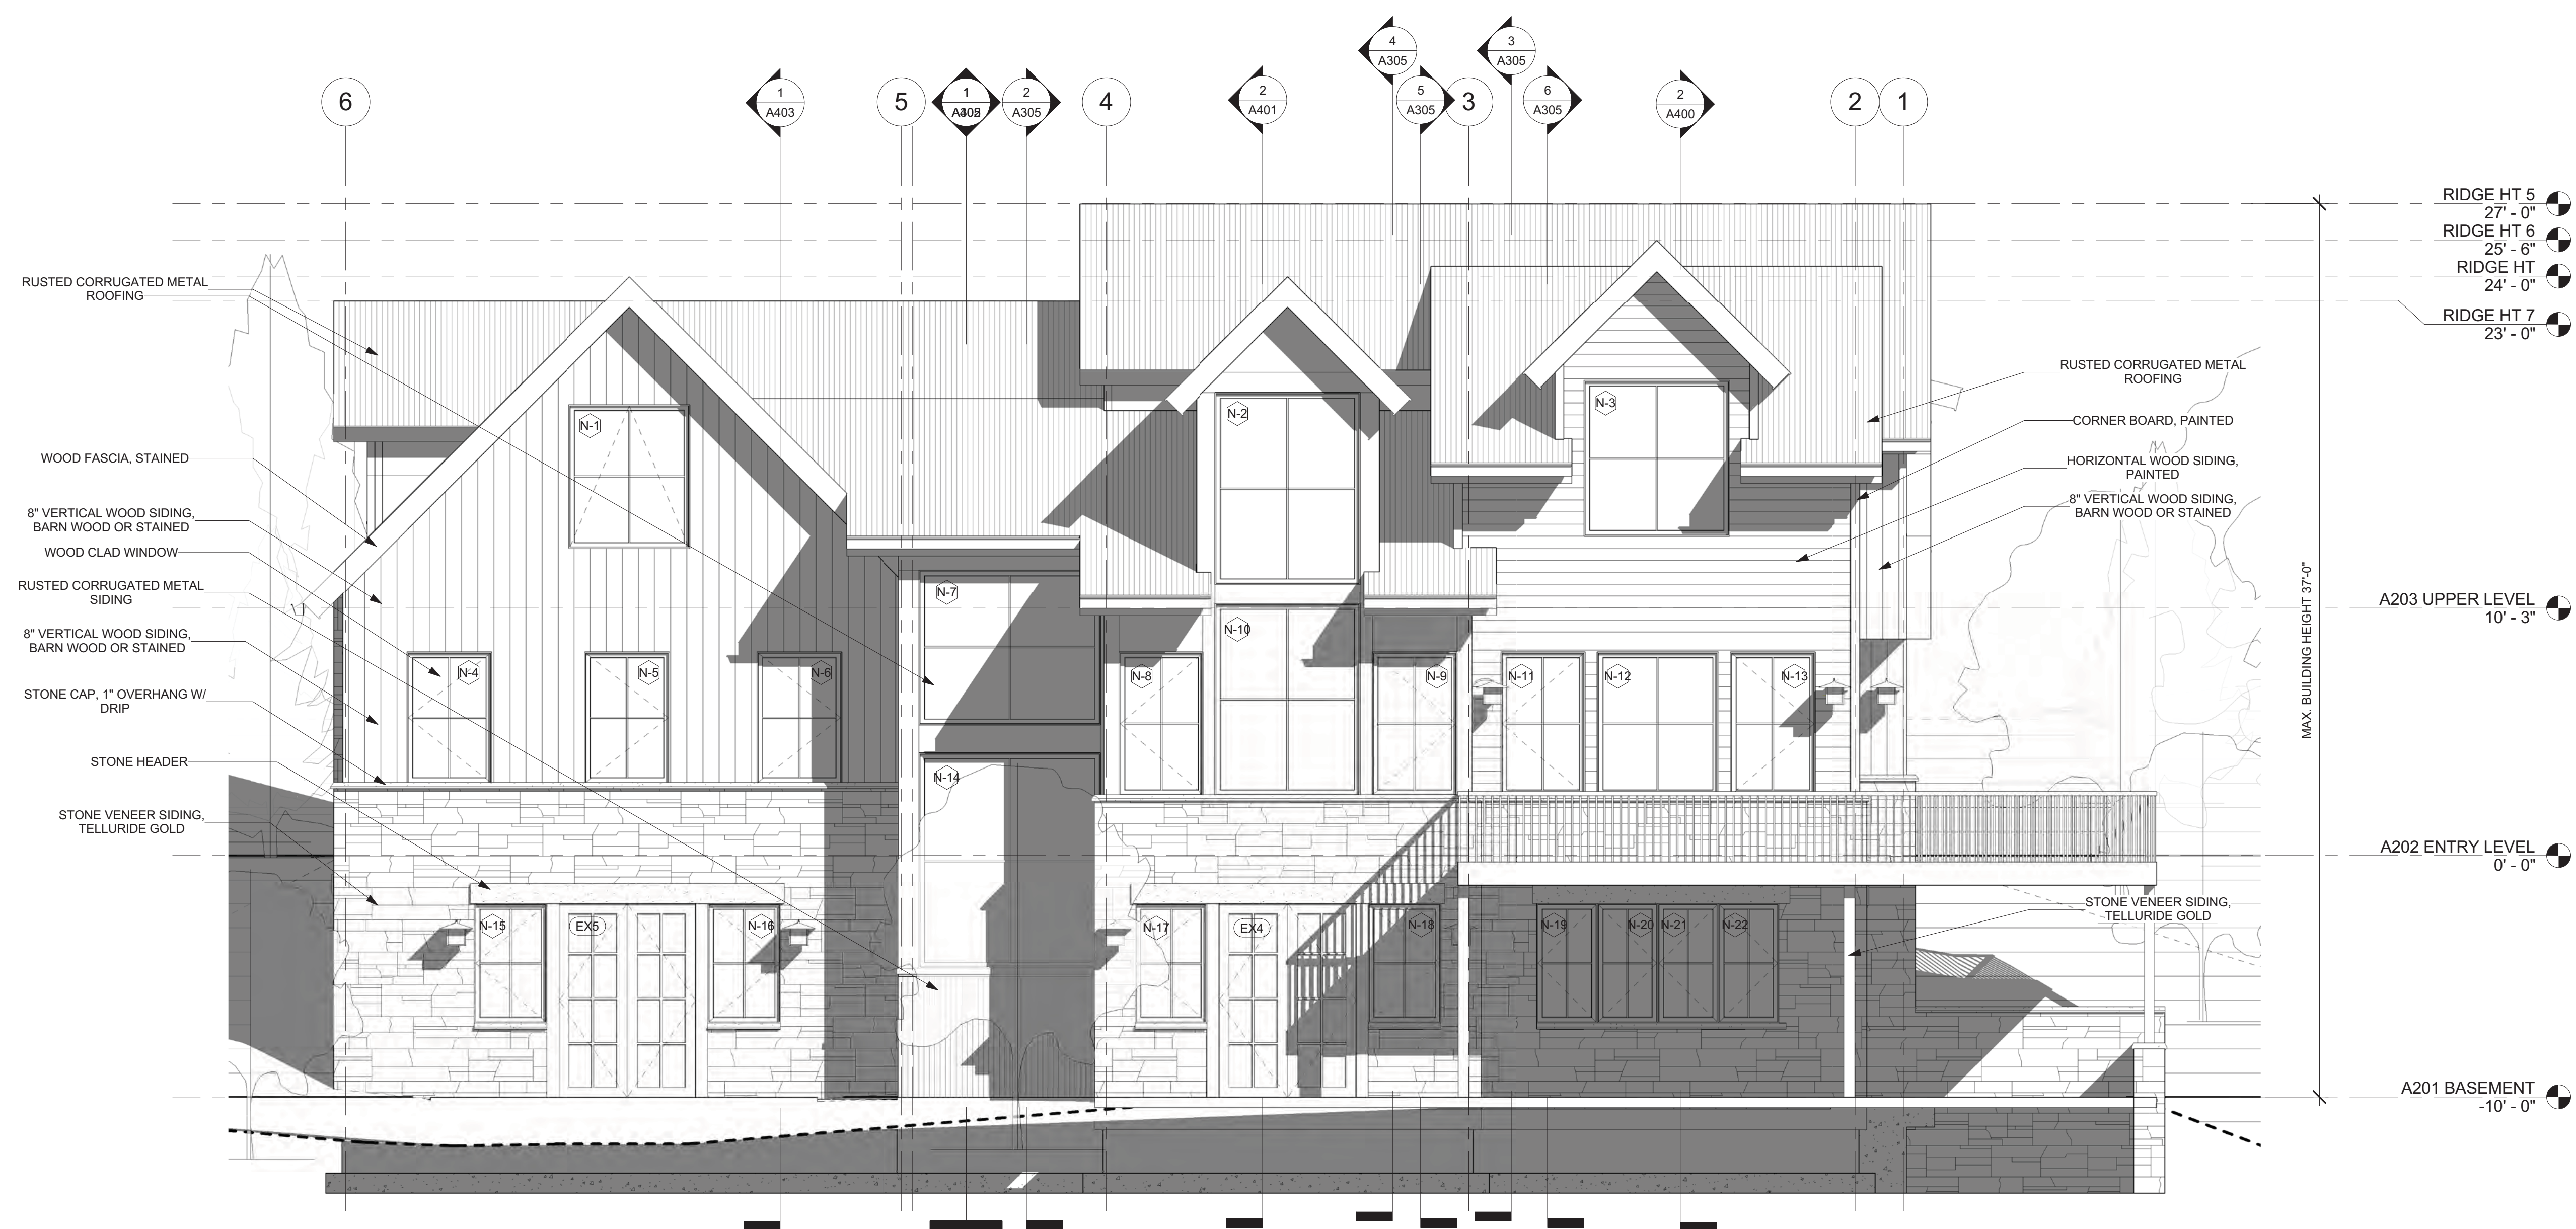 4
A305
3
A305
6
1
A403
5
1
2
A305
4
2
A401
5
A305
3
6
A305
2
A400
2
1
RIDGE HT 5
27' - 0"
RIDGE HT 6
25' - 6"
RIDGE HT
24' - 0"
RIDGE HT 7
23' - 0"
RUSTED CORRUGATED METAL
ROOFING
WOOD FASCIA, STAINED
8" VERTICAL WOOD SIDING,
BARN WOOD OR STAINED
WOOD CLAD WINDOW
RUSTED CORRUGATED METAL
SIDING
8" VERTICAL WOOD SIDING,
BARN WOOD OR STAINED
STONE CAP, 1" OVERHANG W/
DRIP
STONE HEADER
STONE VENEER SIDING,
TELLURIDE GOLD
N-1
N-2
N-3
N-7
N-10
N-4
N-5
N-6
N-8
N-9
N-11
N-12
N-13
N-14
N-15
EX5
N-16
N-17
EX4
N-18
N-19
N-20
N-21
N-22
RUSTED CORRUGATED METAL
ROOFING
CORNER BOARD, PAINTED
HORIZONTAL WOOD SIDING,
PAINTED
8" VERTICAL WOOD SIDING,
BARN WOOD OR STAINED
STONE VENEER SIDING,
TELLURIDE GOLD
MAX. BUILDING HEIGHT 37'-0"
A203 UPPER LEVEL
10' - 3"
A202 ENTRY LEVEL
0' - 0"
A201 BASEMENT
-10' - 0"